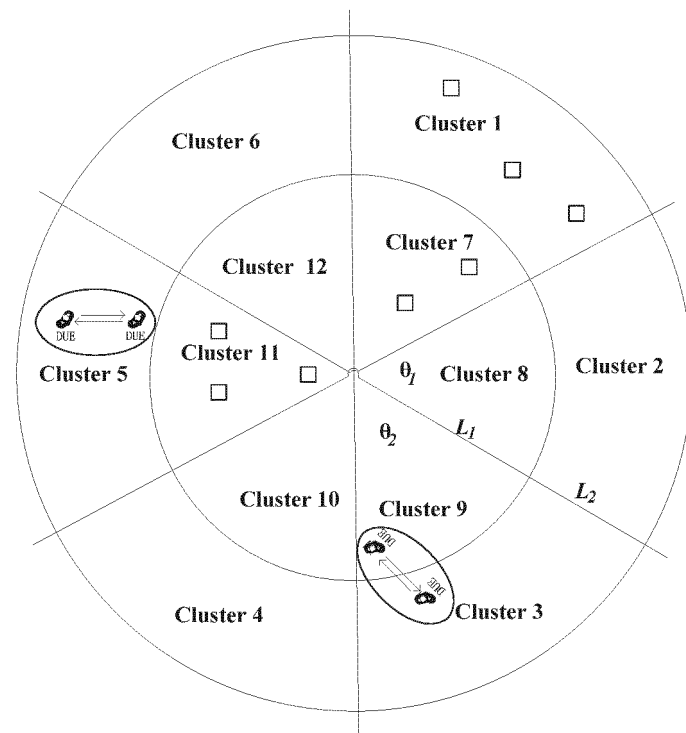 Cluster 1
Cluster 6
Cluster 7
Cluster 12
DUE DUE
Cluster 11
Cluster 5
θ1
Cluster 8
Cluster 2
θ2
L1
L2
Cluster 10
Cluster 9
DUE
DUE
Cluster 4
Cluster 3